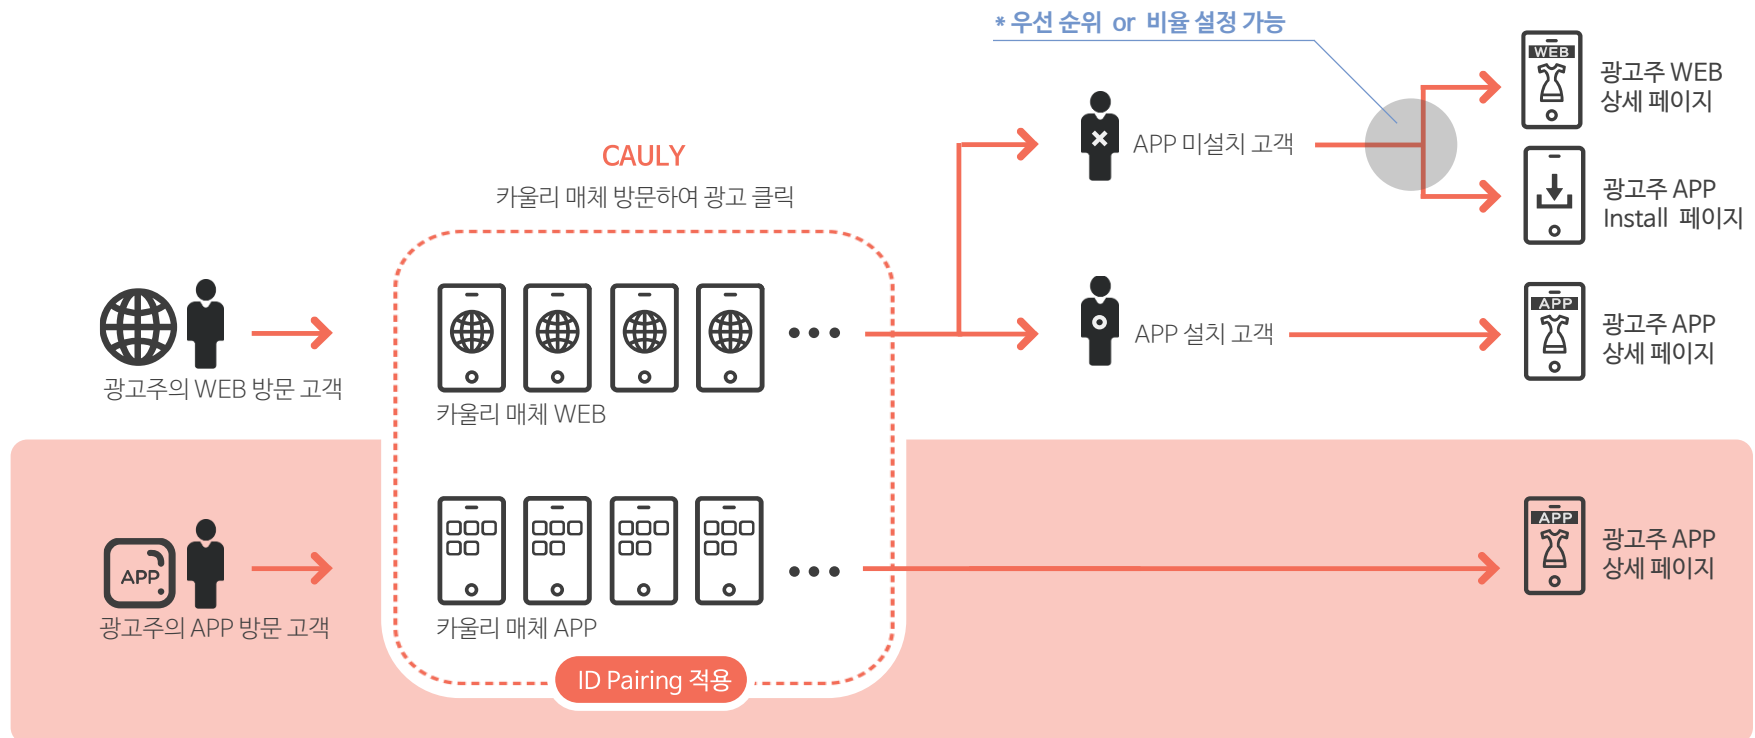 * 우선 순위 or 비율 설정 가능
WEB
광고주 WEB
상세 페이지
CAULY
카울리 매체 방문하여 광고 클릭
APP 미설치 고객
광고주 APP
Install 페이지
광고주의 WEB 방문 고객
카울리 매체 WEB
APP 설치 고객
APP
광고주 APP
상세 페이지
APP
광고주의 APP 방문 고객
카울리 매체 APP
APP
광고주 APP
상세 페이지
ID Pairing 적용